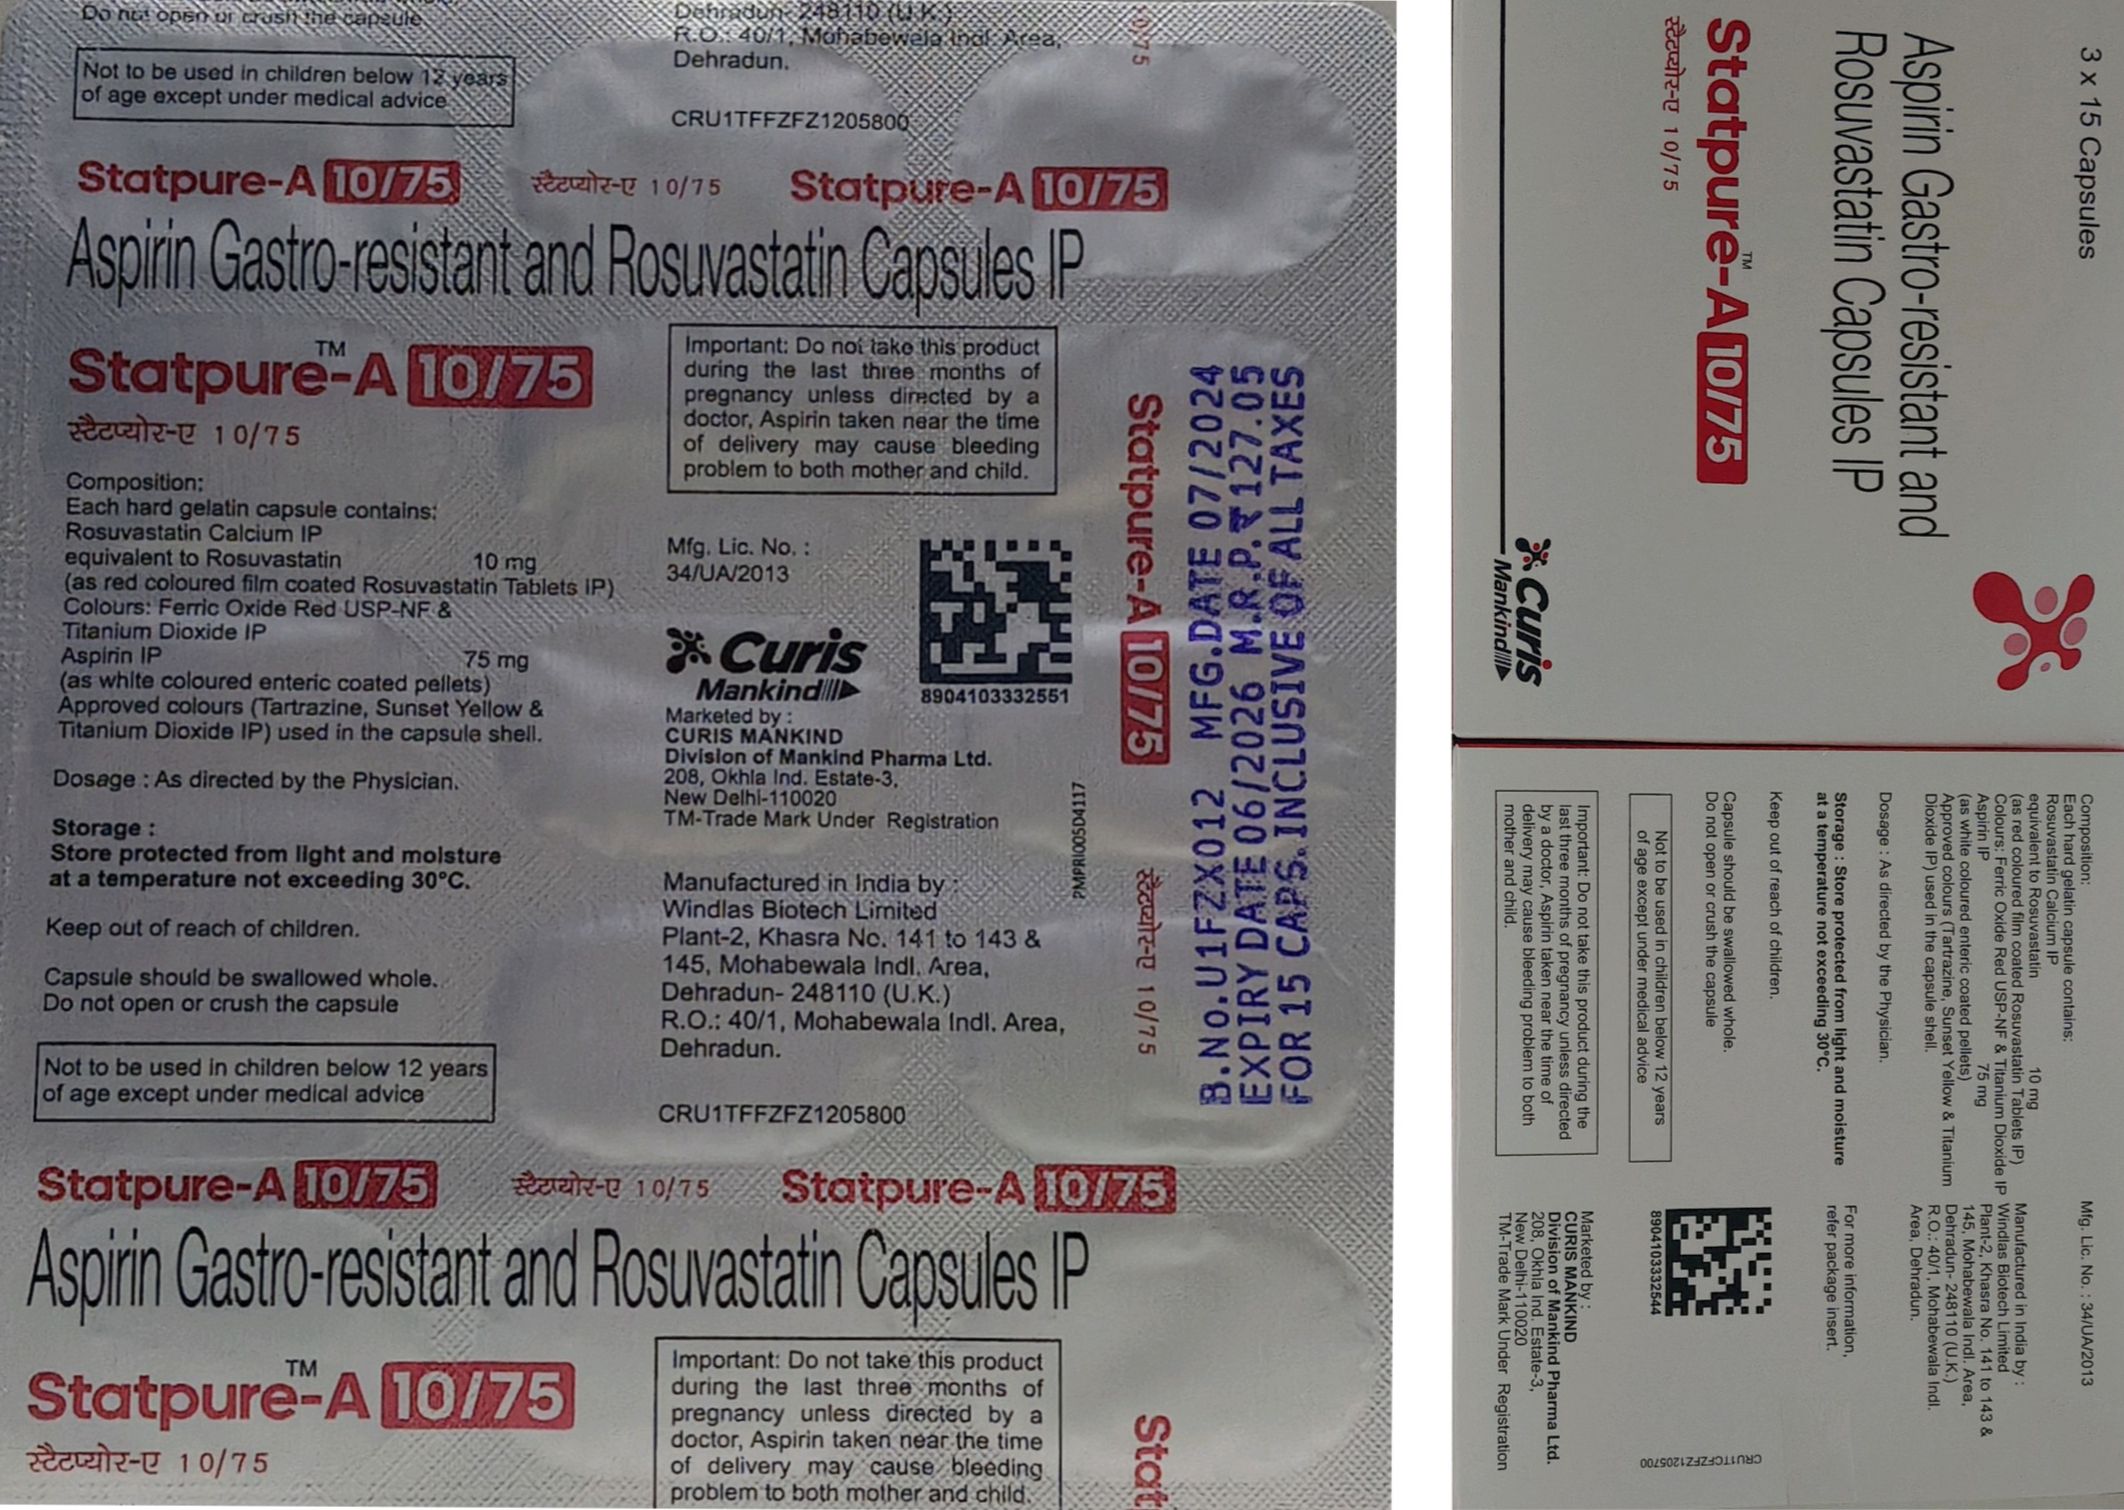 Do not open or crush the capsule
Not to be used in children below 12 years
of age except under medical advice
Dehradun- 248110 (U.K.)
R.O.: 40/1, Mohabewala Indl. Area,
Dehradun.
CRU1TFFZFZ1205800
10/75
Statpure-A 10/75 स्टैटप्योर-ए 10/75 Statpure-A 10/75
Aspirin Gastro-resistant and Rosuvastatin Capsules IP
Statpure™-A 10/75
स्टैटप्योर-ए 10/75
Composition:
Each hard gelatin capsule contains:
Rosuvastatin Calcium IP
equivalent to Rosuvastatin 10 mg
(as red coloured film coated Rosuvastatin Tablets IP)
Colours: Ferric Oxide Red USP-NF &
Titanium Dioxide IP
Aspirin IP 75 mg
(as white coloured enteric coated pellets)
Approved colours (Tartrazine, Sunset Yellow &
Titanium Dioxide IP) used in the capsule shell.
Dosage : As directed by the Physician.
Storage :
Store protected from light and moisture
at a temperature not exceeding 30°C.
Keep out of reach of children.
Capsule should be swallowed whole.
Do not open or crush the capsule
Not to be used in children below 12 years
of age except under medical advice
Important: Do not take this product
during the last three months of
pregnancy unless directed by a
doctor, Aspirin taken near the time
of delivery may cause bleeding
problem to both mother and child.
Mfg. Lic. No. :
34/UA/2013
Curis
Mankind
8904103332551
Marketed by :
CURIS MANKIND
Division of Mankind Pharma Ltd.
208, Okhla Ind. Estate-3,
New Delhi-110020
TM-Trade Mark Under Registration
Manufactured in India by :
Windlas Biotech Limited
Plant-2, Khasra No. 141 to 143 &
145, Mohabewala Indl. Area,
Dehradun- 248110 (U.K.)
R.O.: 40/1, Mohabewala Indl. Area,
Dehradun.
CRU1TFFZFZ1205800
PMPRI005D4117
Statpure-A 10/75 स्टैटप्योर-ए 10/75
B.No.U1FZX012 MFG.DATE 07/2024
EXPIRY DATE 06/2026 M.R.P.₹ 127.05
FOR 15 CAPS.INCLUSIVE OF ALL TAXES
Statpure-A 10/75 स्टैटप्योर-ए 10/75 Statpure-A 10/75
Aspirin Gastro-resistant and Rosuvastatin Capsules IP
Statpure™-A 10/75
स्टैटप्योर-ए 10/75
Important: Do not take this product
during the last three months of
pregnancy unless directed by a
doctor, Aspirin taken near the time
of delivery may cause bleeding
problem to both mother and child.
Stat
3 x 15 Capsules
Aspirin Gastro-resistant and
Rosuvastatin Capsules IP
Statpure™-A 10/75
स्टैटप्योर-ए 10/75
Curis
Mankind
Composition:
Each hard gelatin capsule contains:
Rosuvastatin Calcium IP
equivalent to Rosuvastatin 10 mg
(as red coloured film coated Rosuvastatin Tablets IP)
Colours: Ferric Oxide Red USP-NF & Titanium Dioxide IP
Aspirin IP 75 mg
(as white coloured enteric coated pellets)
Approved colours (Tartrazine, Sunset Yellow & Titanium
Dioxide IP) used in the capsule shell.
Dosage : As directed by the Physician.
Storage : Store protected from light and moisture
at a temperature not exceeding 30°C.
Keep out of reach of children.
Capsule should be swallowed whole.
Do not open or crush the capsule
Not to be used in children below 12 years
of age except under medical advice
Important: Do not take this product during the
last three months of pregnancy unless directed
by a doctor, Aspirin taken near the time of
delivery may cause bleeding problem to both
mother and child.
Mfg. Lic. No. : 34/UA/2013
Manufactured in India by :
Windlas Biotech Limited
Plant-2, Khasra No. 141 to 143 &
145, Mohabewala Indl. Area,
Dehradun- 248110 (U.K.)
R.O.: 40/1, Mohabewala Indl.
Area, Dehradun.
For more information,
refer package insert.
8904103332544
Marketed by :
CURIS MANKIND
Division of Mankind Pharma Ltd.
208, Okhla Ind. Estate-3,
New Delhi-110020
TM-Trade Mark Under Registration
CRU1TCFZFZ1205700